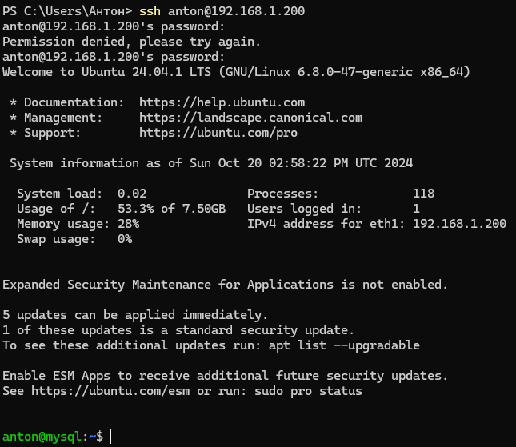 PS C:\Users\Антон> ssh anton@192.168.1.200
anton@192.168.1.200's password:
Permission denied, please try again.
anton@192.168.1.200's password:
Welcome to Ubuntu 24.04.1 LTS (GNU/Linux 6.8.0-47-generic x86_64)
* Documentation:  https://help.ubuntu.com
* Management:     https://landscape.canonical.com
* Support:        https://ubuntu.com/pro
System information as of Sun Oct 20 02:58:22 PM UTC 2024
System load:  0.02              Processes:             118
Usage of /:   53.3% of 7.50GB   Users logged in:       1
Memory usage: 28%               IPv4 address for eth1: 192.168.1.200
Swap usage:   0%
Expanded Security Maintenance for Applications is not enabled.
5 updates can be applied immediately.
1 of these updates is a standard security update.
To see these additional updates run: apt list --upgradable
Enable ESM Apps to receive additional future security updates.
See https://ubuntu.com/esm or run: sudo pro status
anton@mysql:~$